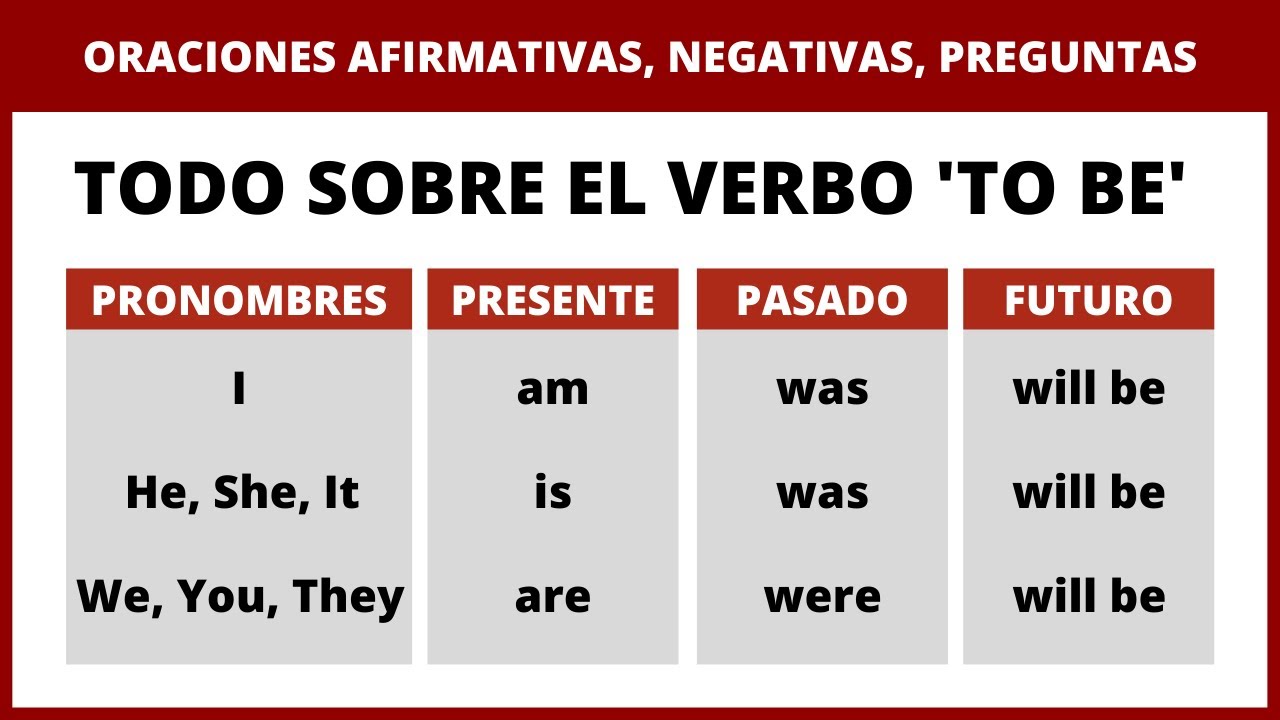 ORACIONES AFIRMATIVAS, NEGATIVAS, PREGUNTAS
TODO SOBRE EL VERBO 'TO BE'
PRONOMBRES PRESENTE PASADO FUTURO
I am was will be
He, She, It is was will be
We, You, They are were will be